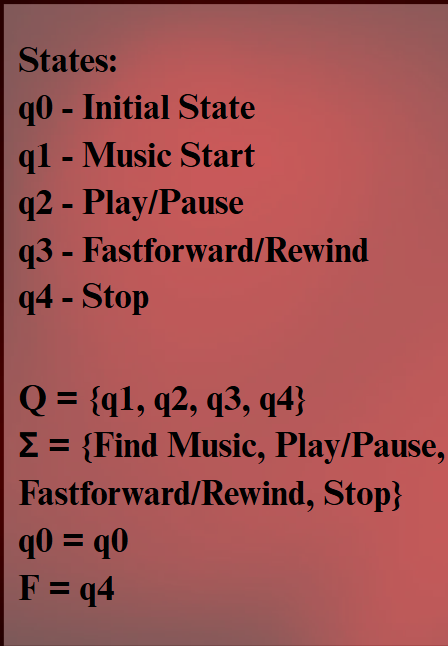 States:
q0 - Initial State
q1 - Music Start
q2 - Play/Pause
q3 - Fastforward/Rewind
q4 - Stop
Q = {q1, q2, q3, q4}
Σ = {Find Music, Play/Pause,
Fastforward/Rewind, Stop}
q0 = q0
F = q4